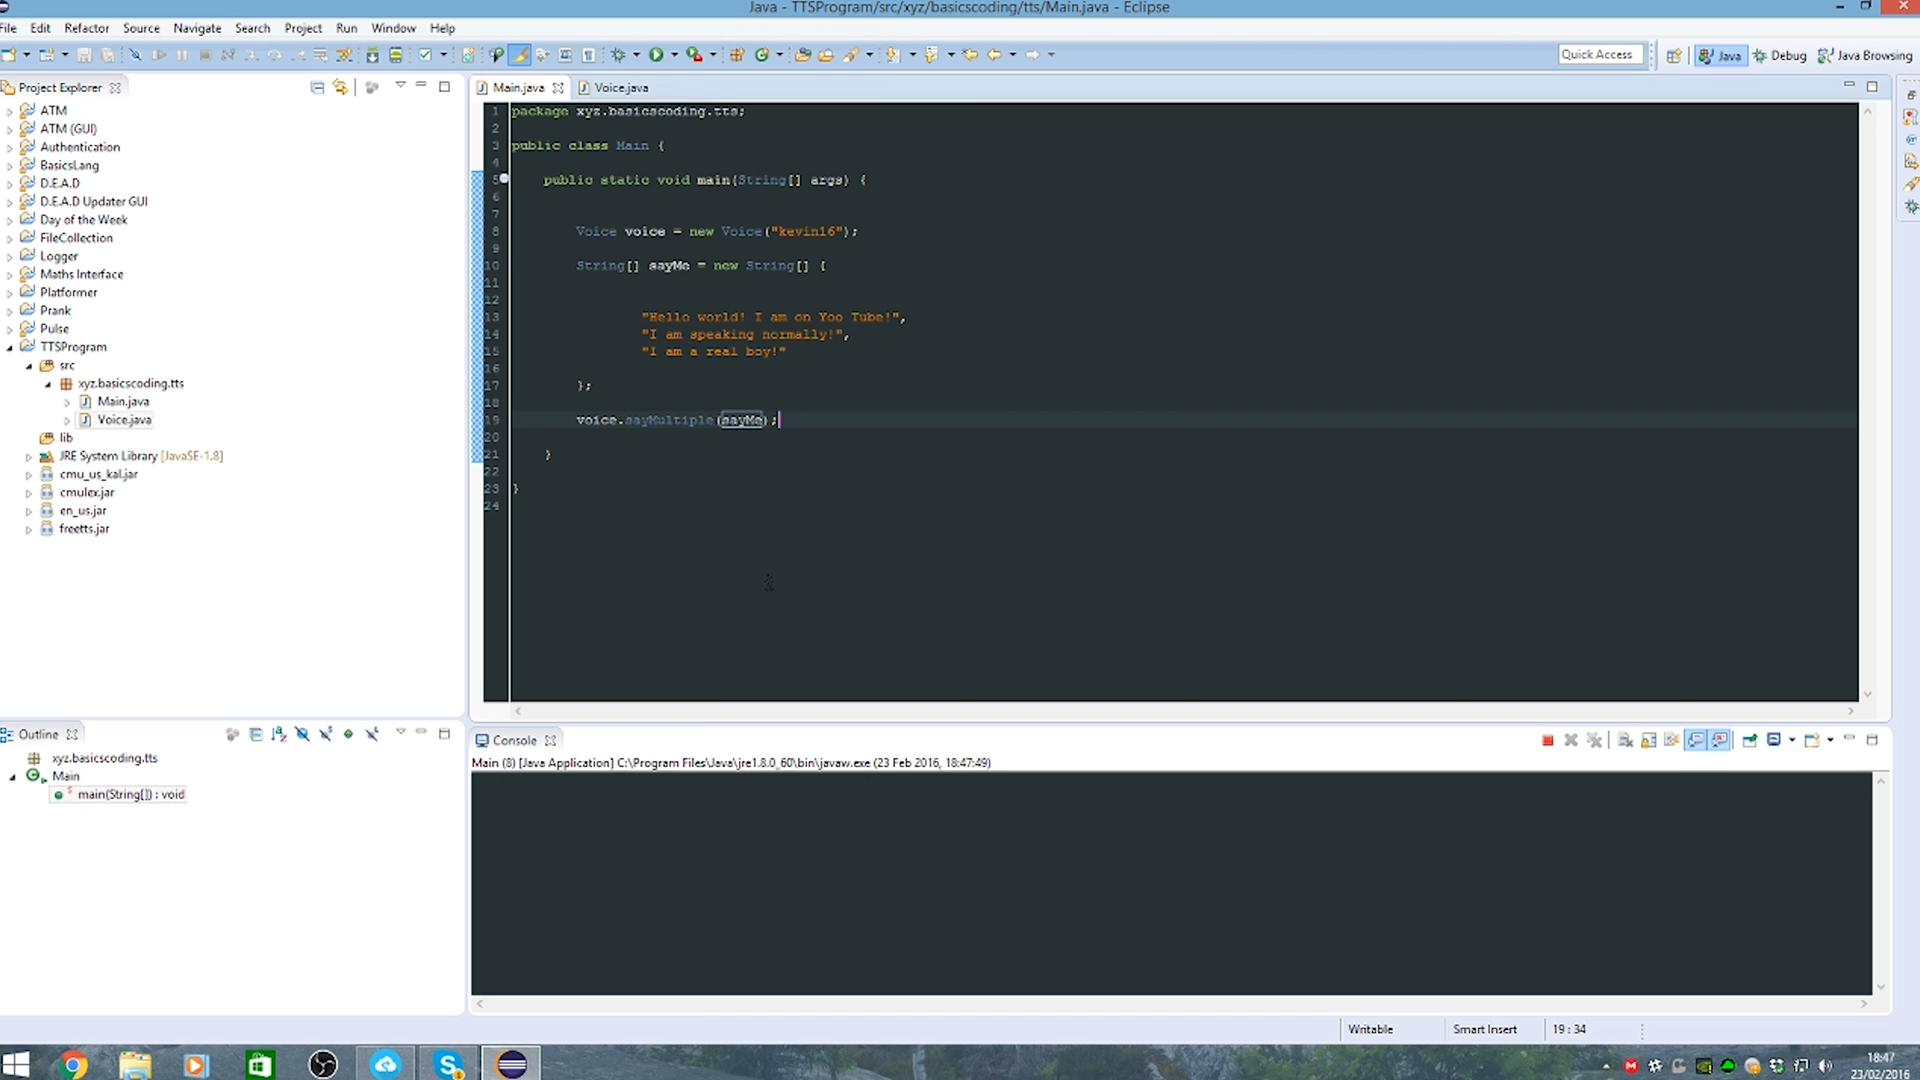 Java - TTSProgram/src/xyz/basicscoding/tts/Main.java - Eclipse
File Edit Refactor Source Navigate Search Project Run Window Help
Quick Access Java Debug Java Browsing
Project Explorer
ATM
ATM (GUI)
Authentication
BasicsLang
D.E.A.D
D.E.A.D Updater GUI
Day of the Week
FileCollection
Logger
Maths Interface
Platformer
Prank
Pulse
TTSProgram
src
xyz.basicscoding.tts
Main.java
Voice.java
lib
JRE System Library [JavaSE-1.8]
cmu_us_kal.jar
cmulex.jar
en_us.jar
freetts.jar
Main.java Voice.java
1 package xyz.basicscoding.tts;
2
3 public class Main {
4
5 public static void main(String[] args) {
6
7
8 Voice voice = new Voice("kevin16");
9
10 String[] sayMe = new String[] {
11
12
13 "Hello world! I am on Yoo Tube!",
14 "I am speaking normally!",
15 "I am a real boy!"
16
17 };
18
19 voice.sayMultiple(sayMe);
20
21 }
22
23 }
24
Outline
xyz.basicscoding.tts
Main
main(String[]) : void
Console
Main (8) [Java Application] C:\Program Files\Java\jre1.8.0_60\bin\javaw.exe (23 Feb 2016, 18:47:49)
Writable Smart Insert 19 : 34
18:47
23/02/2016